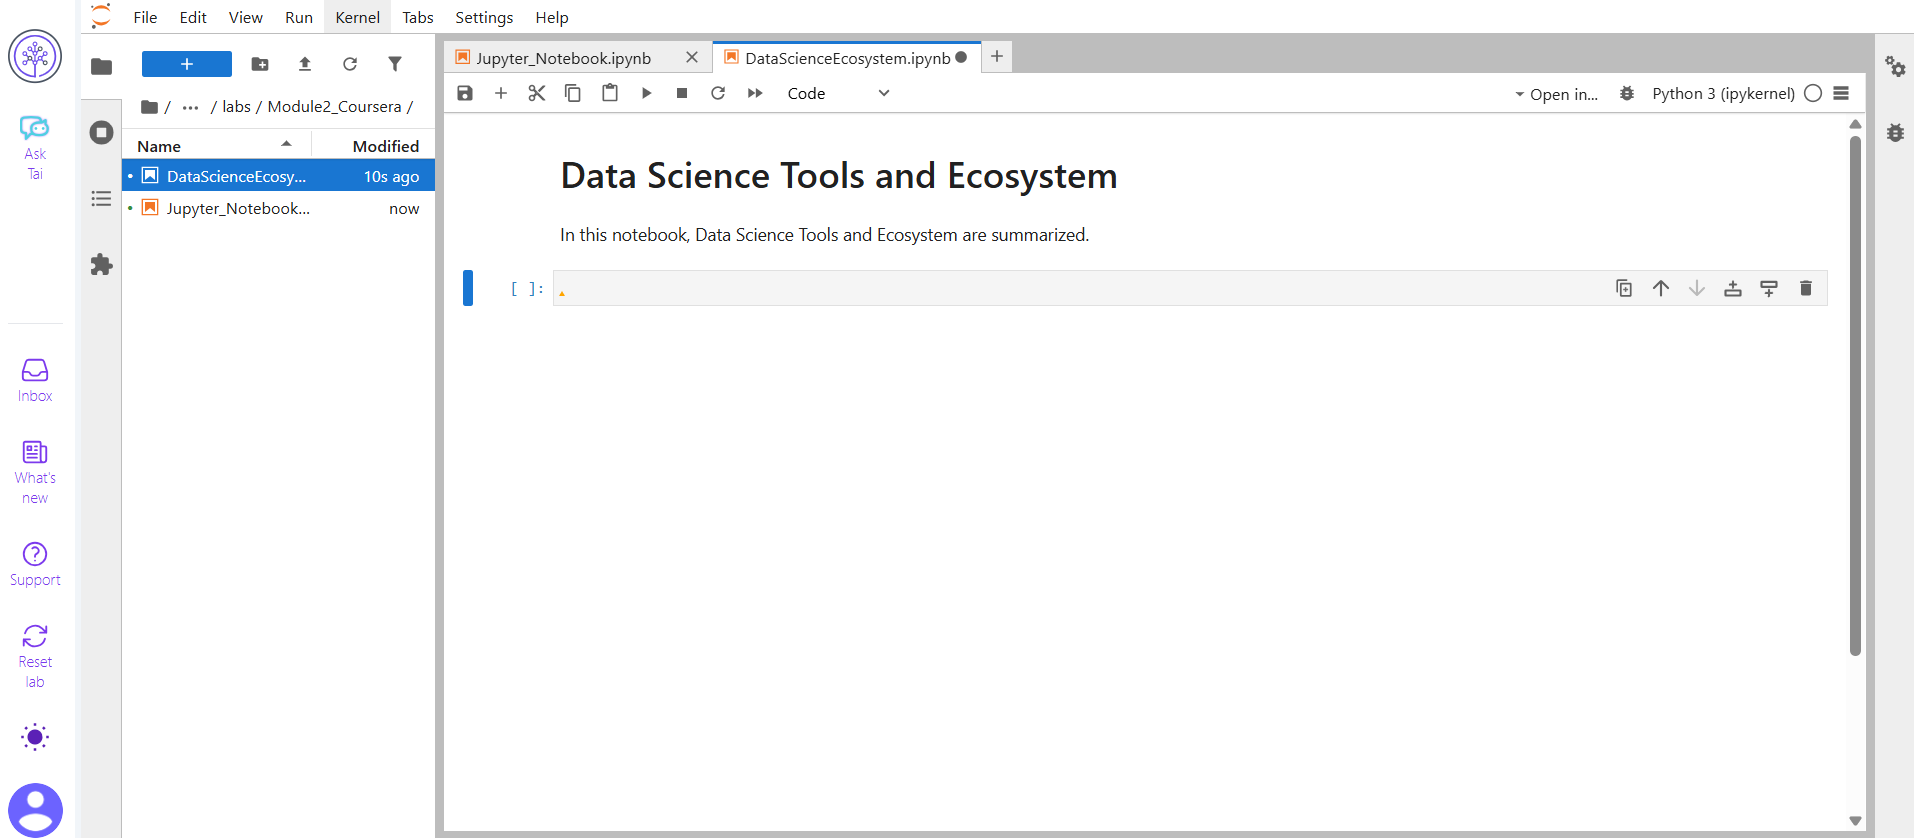 File Edit View Run Kernel Tabs Settings Help
Ask
Tai
Inbox
What's
new
Support
Reset
lab
+
/ ... / labs / Module2_Coursera /
Name Modified
DataScienceEcosy... 10s ago
Jupyter_Notebook... now
Jupyter_Notebook.ipynb
DataScienceEcosystem.ipynb
Code
Open in...
Python 3 (ipykernel)
Data Science Tools and Ecosystem
In this notebook, Data Science Tools and Ecosystem are summarized.
[ ]: